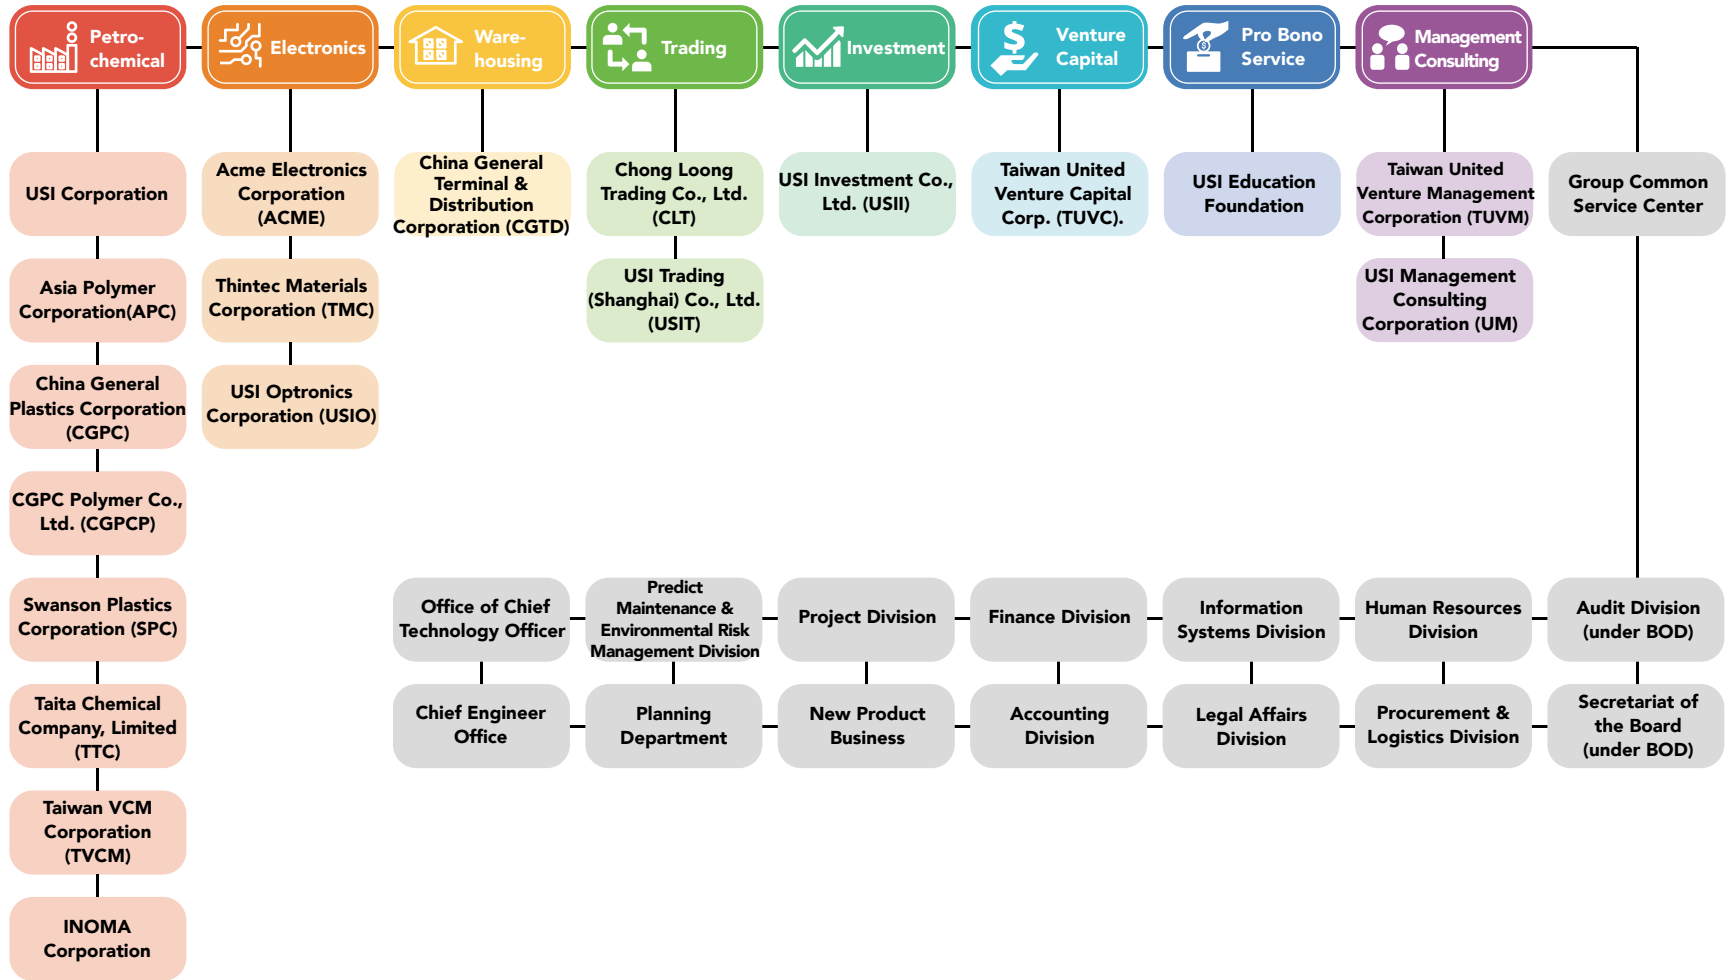 Petro-
chemical
Electronics
Ware-
housing
Trading
$
Investment
Venture
Capital
$
Pro Bono
Service
Management
Consulting
USI Corporation
Asia Polymer
Corporation(APC)
China General
Plastics Corporation
(CGPC)
CGPC Polymer Co.,
Ltd. (CGPCP)
Swanson Plastics
Corporation (SPC)
Taita Chemical
Company, Limited
(TTC)
Taiwan VCM
Corporation
(TVCM)
INOMA
Corporation
Acme Electronics
Corporation
(ACME)
Thintec Materials
Corporation (TMC)
USI Optronics
Corporation (USIO)
China General
Terminal &
Distribution
Corporation (CGTD)
Chong Loong
Trading Co., Ltd.
(CLT)
USI Trading
(Shanghai) Co., Ltd.
(USIT)
USI Investment Co.,
Ltd. (USII)
Taiwan United
Venture Capital
Corp. (TUVC).
USI Education
Foundation
Taiwan United
Venture Management
Corporation (TUVM)
USI Management
Consulting
Corporation (UM)
Group Common
Service Center
Office of Chief
Technology Officer
Predict
Maintenance &
Environmental Risk
Management Division
Project Division
Finance Division
Information
Systems Division
Human Resources
Division
Audit Division
(under BOD)
Chief Engineer
Office
Planning
Department
New Product
Business
Accounting
Division
Legal Affairs
Division
Procurement &
Logistics Division
Secretariat of
the Board
(under BOD)